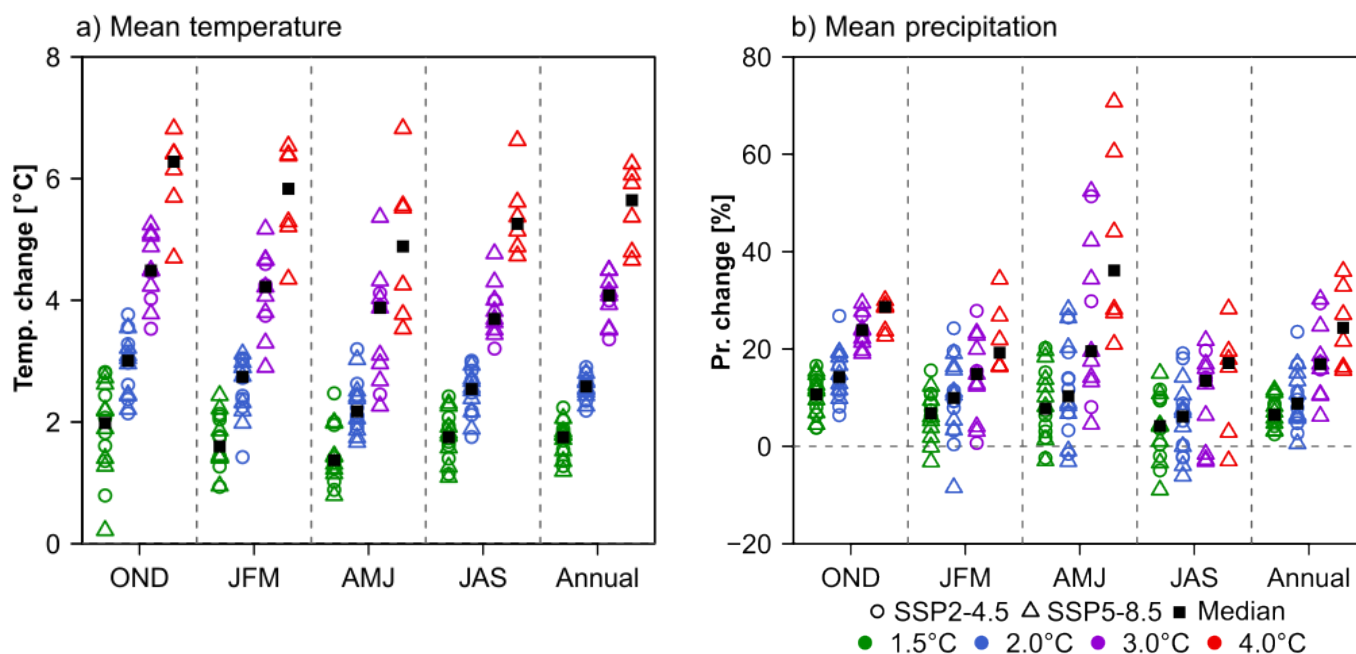 a) Mean temperature
Temp. change [°C]
8
6
4
2
0
OND JFM AMJ JAS Annual
b) Mean precipitation
Pr. change [%]
80
60
40
20
0
−20
OND JFM AMJ JAS Annual
SSP2-4.5 SSP5-8.5 Median
1.5°C 2.0°C 3.0°C 4.0°C